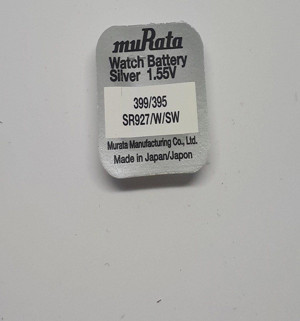 muRata
Watch Battery
Silver 1.55V
399/395
SR927/W/SW
Murata Manufacturing Co., Ltd.
Made in Japan/Japon